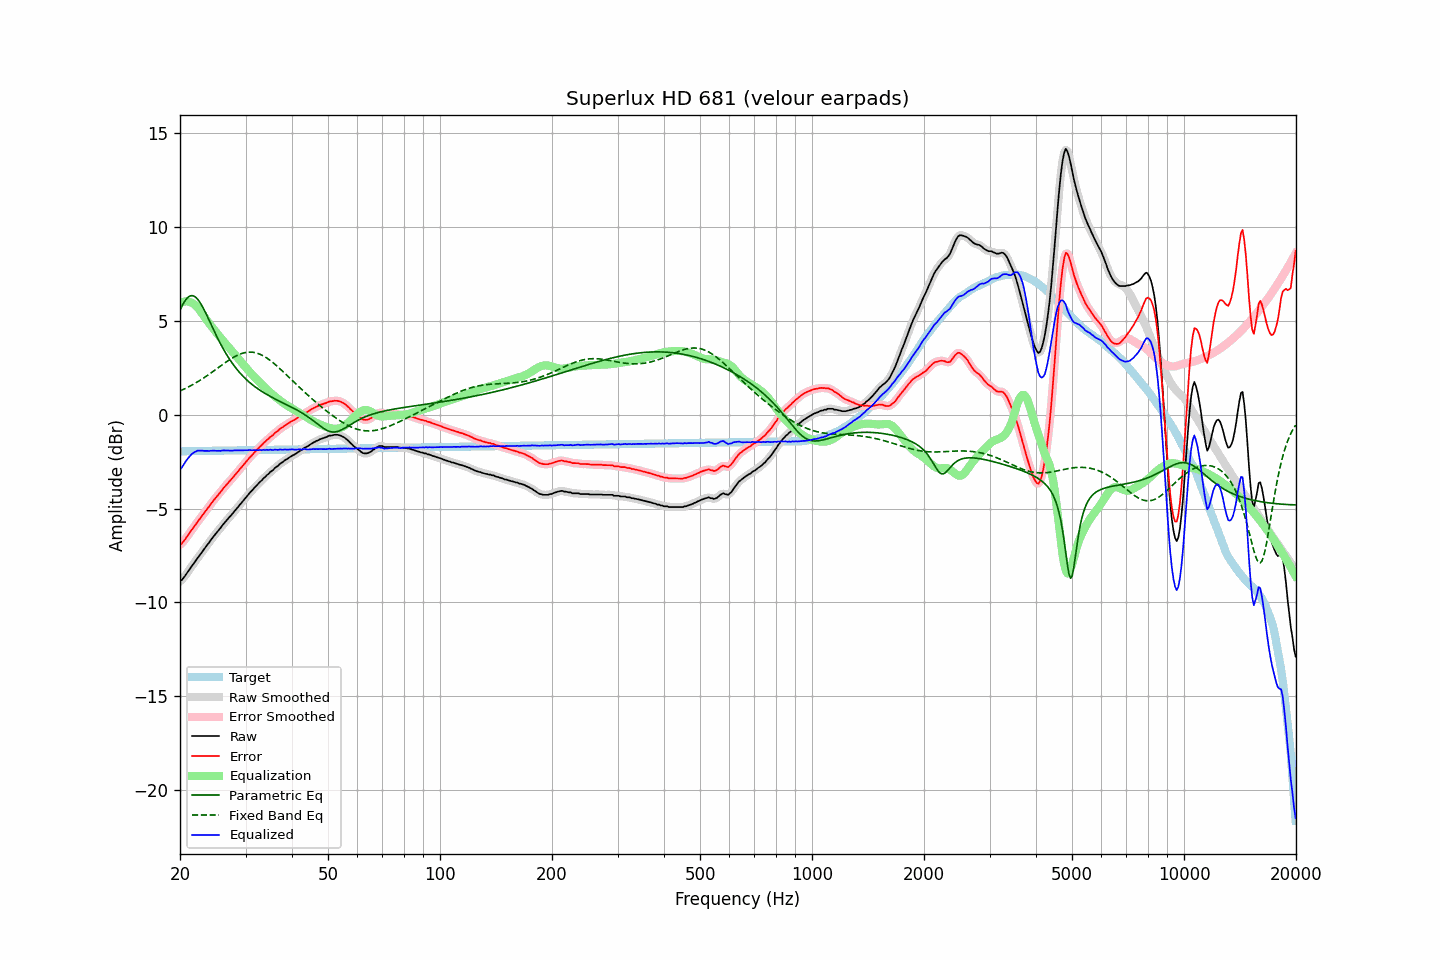 Superlux HD 681 (velour earpads)
Amplitude (dBr)
15
10
5
0
−5
−10
−15
−20
Target
Raw Smoothed
Error Smoothed
Raw
Error
Equalization
Parametric Eq
Fixed Band Eq
Equalized
20 50 100 200 500 1000 2000 5000 10000 20000
Frequency (Hz)